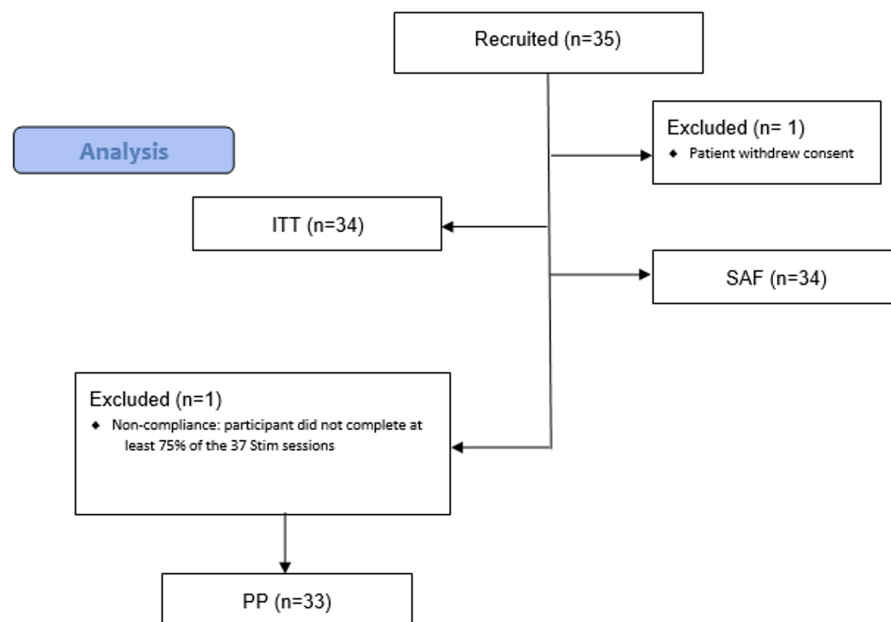 Recruited (n=35)
Excluded (n= 1)
♦ Patient withdrew consent
Analysis
ITT (n=34)
SAF (n=34)
Excluded (n=1)
♦ Non-compliance: participant did not complete at
least 75% of the 37 Stim sessions
PP (n=33)